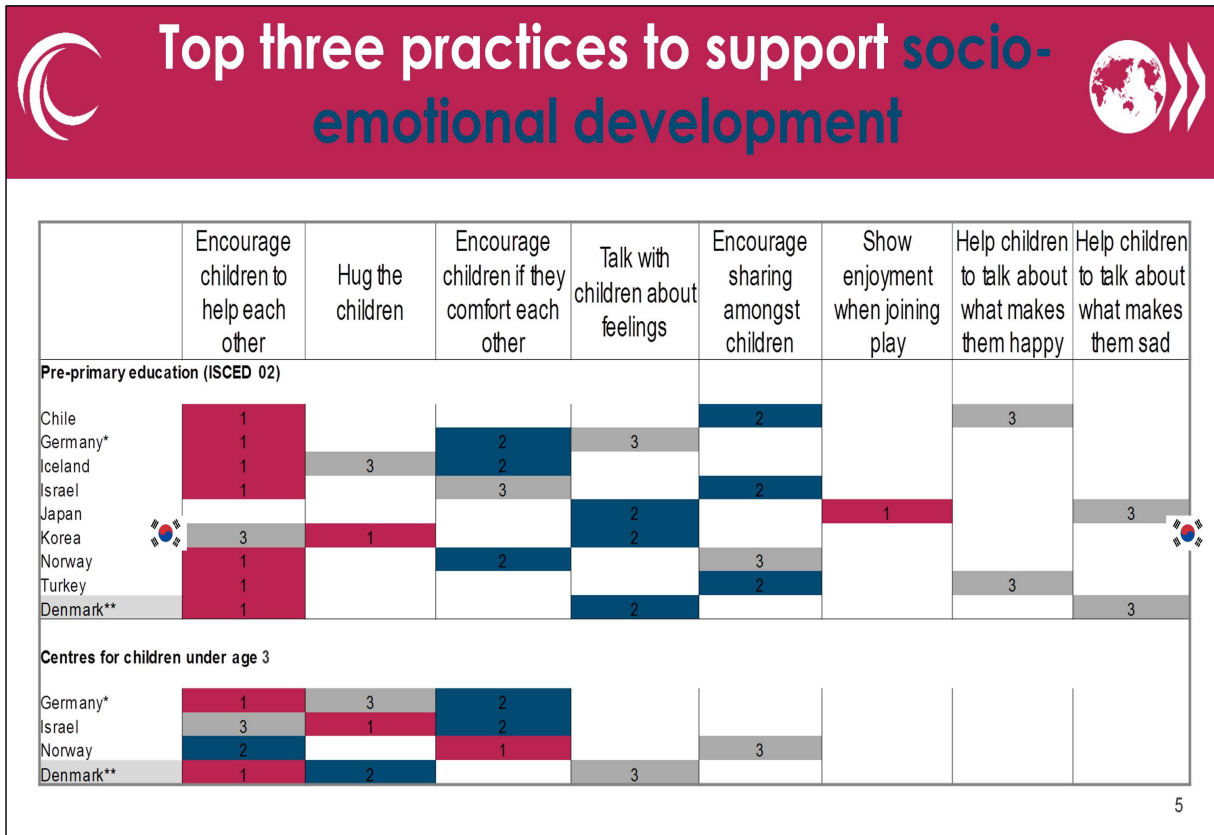 Top three practices to support socio-
emotional development
Encourage children to help each other
Hug the children
Encourage children if they comfort each other
Talk with children about feelings
Encourage sharing amongst children
Show enjoyment when joining play
Help children to talk about what makes them happy
Help children to talk about what makes them sad
Pre-primary education (ISCED 02)
Chile 1 2 3
Germany* 1 2 3
Iceland 1 3 2
Israel 1 3 2
Japan 2 1 3
Korea 3 1 2
Norway 1 2 3
Turkey 1 2 3
Denmark** 1 2 3
Centres for children under age 3
Germany* 1 3 2
Israel 3 1 2
Norway 2 1 3
Denmark** 1 2 3
5